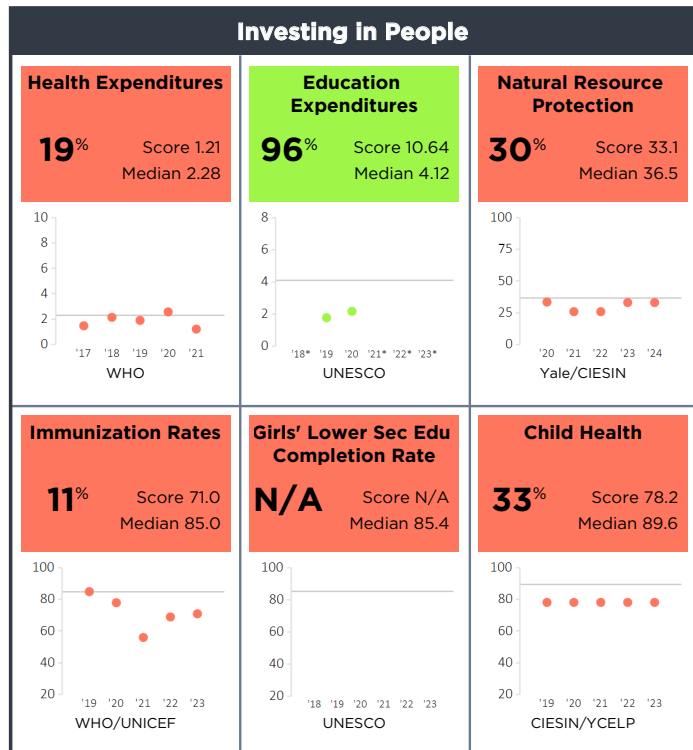 Investing in People
Health Expenditures
19%
Score 1.21
Median 2.28
10
8
6
4
2
0
'17 '18 '19 '20 '21
WHO
Education
Expenditures
96%
Score 10.64
Median 4.12
8
6
4
2
0
'18* '19 '20 '21* '22* '23*
UNESCO
Natural Resource
Protection
30%
Score 33.1
Median 36.5
100
75
50
25
0
'20 '21 '22 '23 '24
Yale/CIESIN
Immunization Rates
11%
Score 71.0
Median 85.0
100
80
60
40
20
'19 '20 '21 '22 '23
WHO/UNICEF
Girls' Lower Sec Edu
Completion Rate
N/A
Score N/A
Median 85.4
100
80
60
40
20
'18 '19 '20 '21 '22 '23
UNESCO
Child Health
33%
Score 78.2
Median 89.6
100
80
60
40
20
'19 '20 '21 '22 '23
CIESIN/YCELP